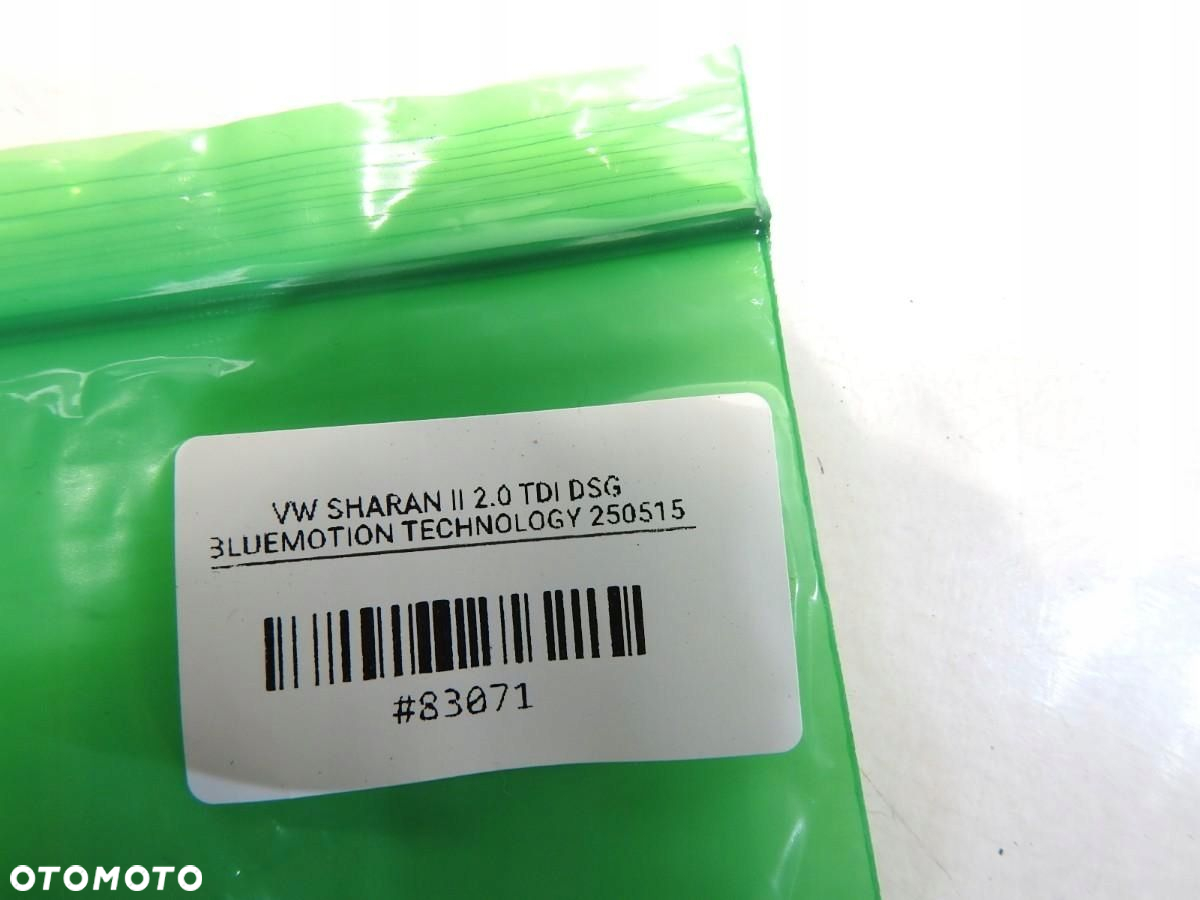 VW SHARAN II 2.0 TDI DSG
BLUEMOTION TECHNOLOGY 250515
#83071
OTOMOTO